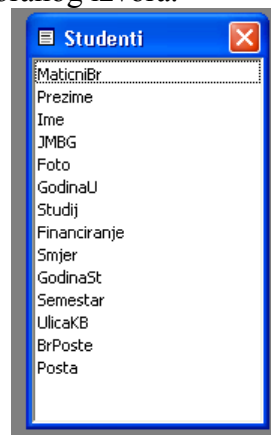 Studenti
MaticniBr
Prezime
Ime
JMBG
Foto
GodinaU
Studij
Financiranje
Smjer
GodinaSt
Semestar
UlicaKB
BrPoste
Posta